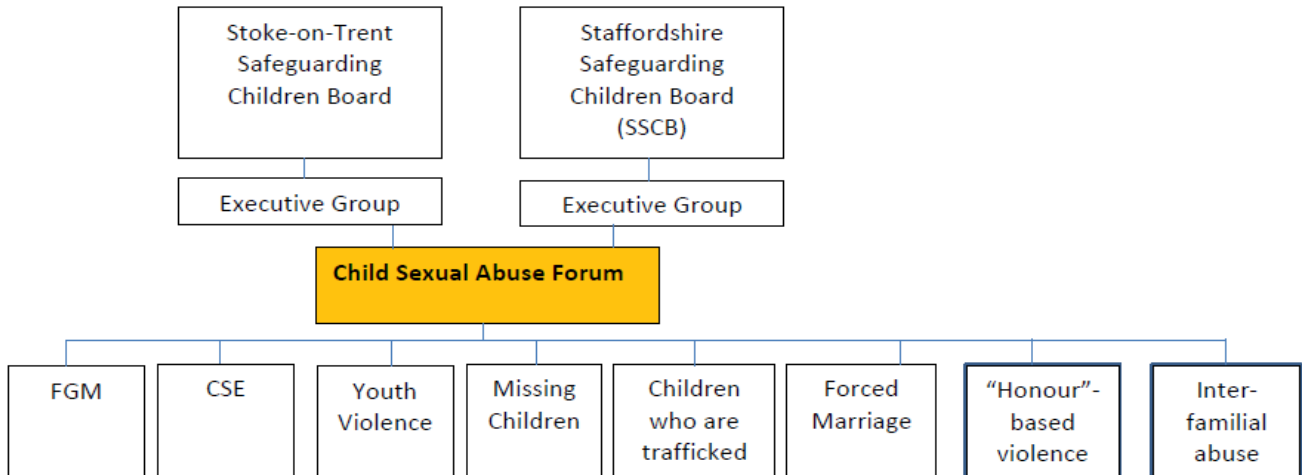 Stoke-on-Trent
Safeguarding
Children Board
Staffordshire
Safeguarding
Children Board
(SSCB)
Executive Group
Executive Group
Child Sexual Abuse Forum
FGM
CSE
Youth
Violence
Missing
Children
Children
who are
trafficked
Forced
Marriage
“Honour”-
based
violence
Inter-
familial
abuse